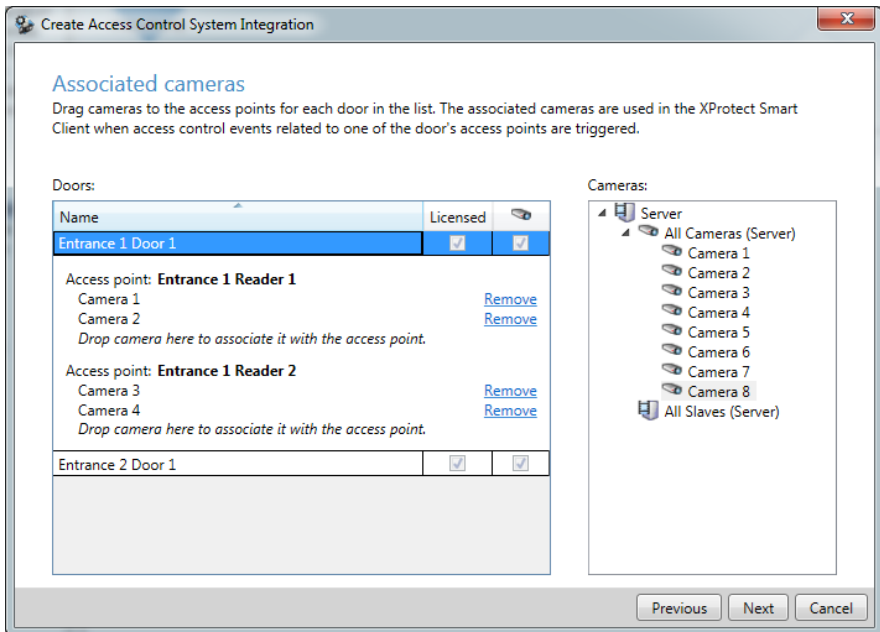 Create Access Control System Integration
Associated cameras
Drag cameras to the access points for each door in the list. The associated cameras are used in the XProtect Smart
Client when access control events related to one of the door's access points are triggered.
Doors:
Name Licensed
Entrance 1 Door 1
Access point: Entrance 1 Reader 1
Camera 1 Remove
Camera 2 Remove
Drop camera here to associate it with the access point.
Access point: Entrance 1 Reader 2
Camera 3 Remove
Camera 4 Remove
Drop camera here to associate it with the access point.
Entrance 2 Door 1
Cameras:
Server
All Cameras (Server)
Camera 1
Camera 2
Camera 3
Camera 4
Camera 5
Camera 6
Camera 7
Camera 8
All Slaves (Server)
Previous Next Cancel